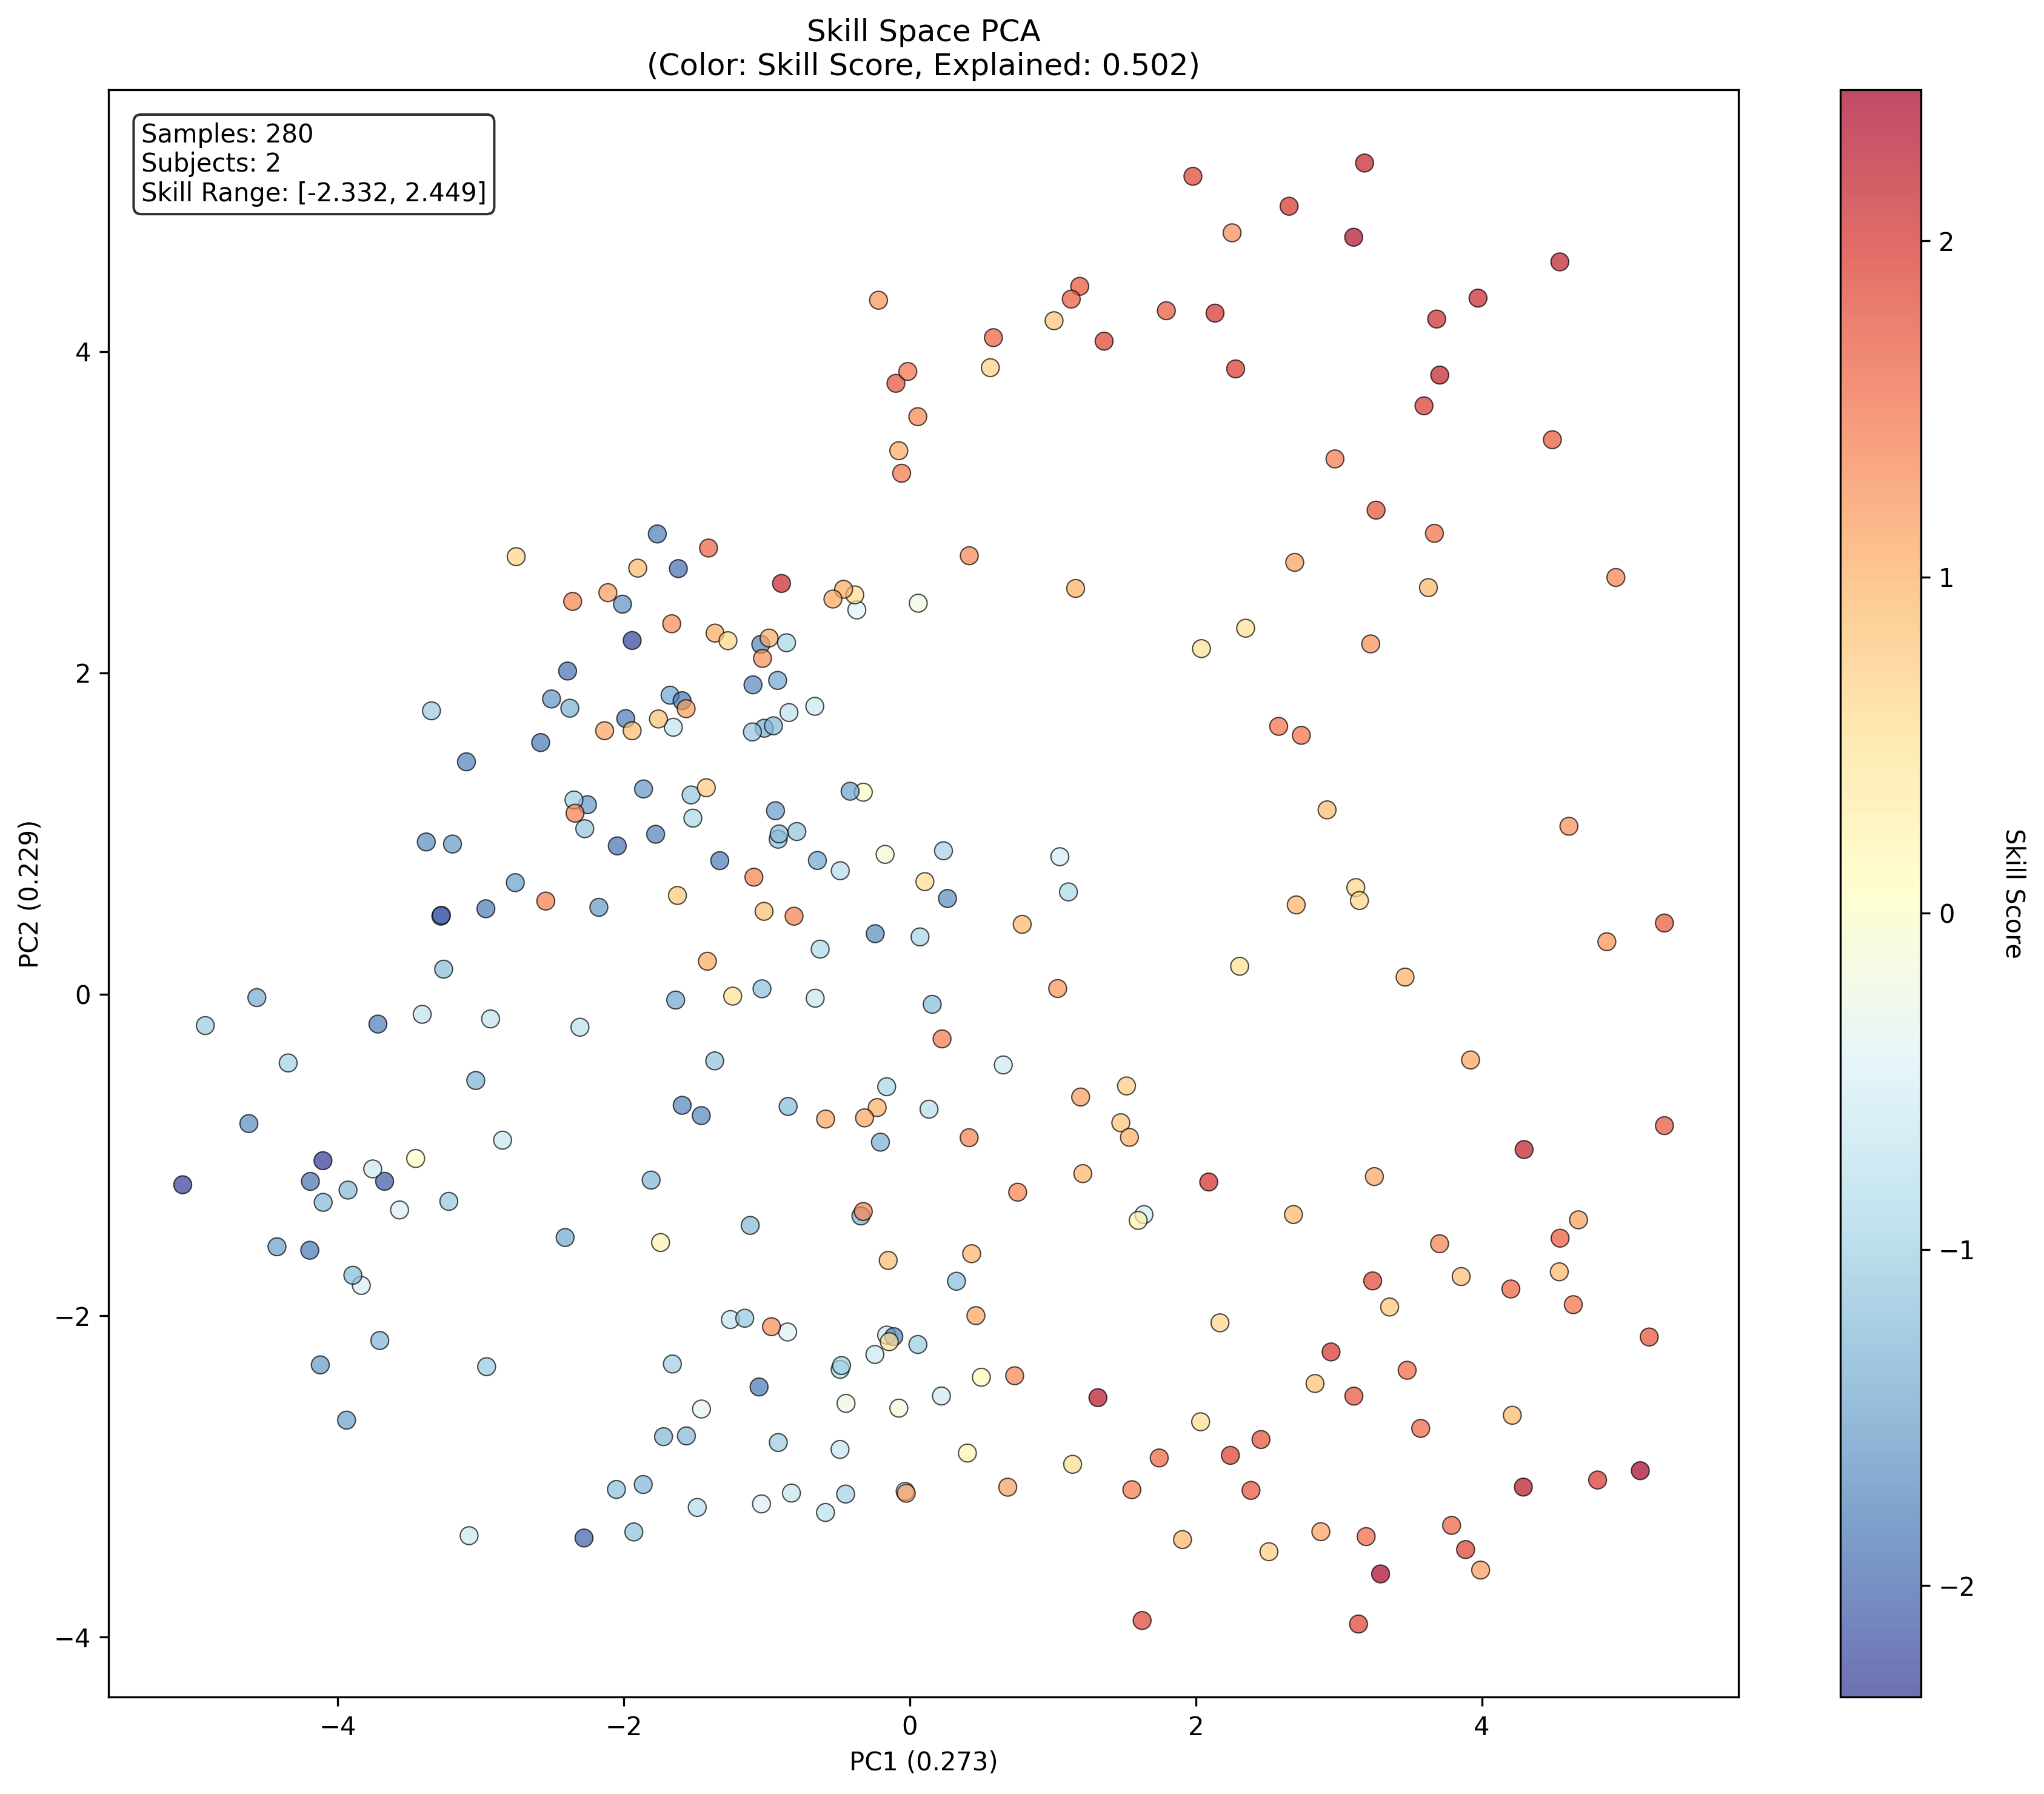 Skill Space PCA
(Color: Skill Score, Explained: 0.502)
Samples: 280
Subjects: 2
Skill Range: [-2.332, 2.449]
PC2 (0.229)
4
2
0
−2
−4
−4
−2
0
2
4
PC1 (0.273)
2
1
0
−1
−2
Skill Score